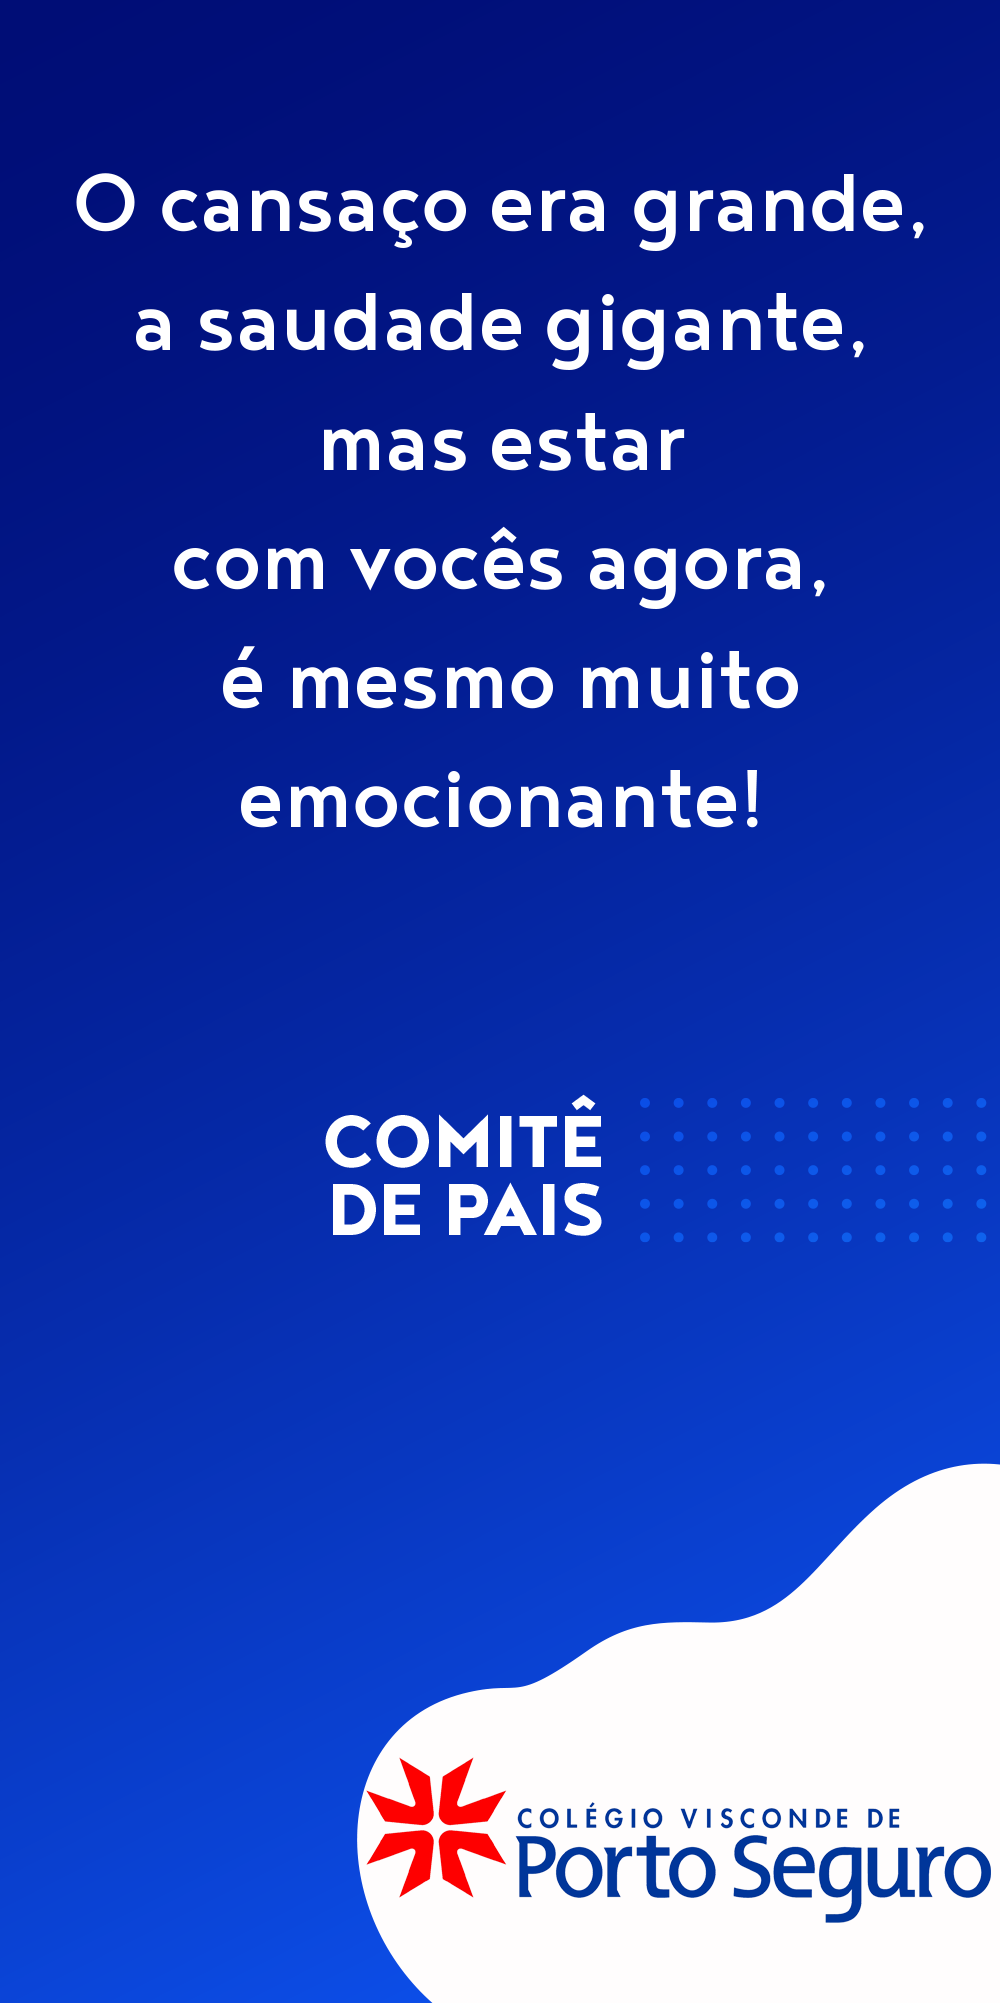 O cansaço era grande,
a saudade gigante,
mas estar
com vocês agora,
é mesmo muito
emocionante!
COMITÊ
DE PAIS
COLÉGIO VISCONDE DE
Porto Seguro